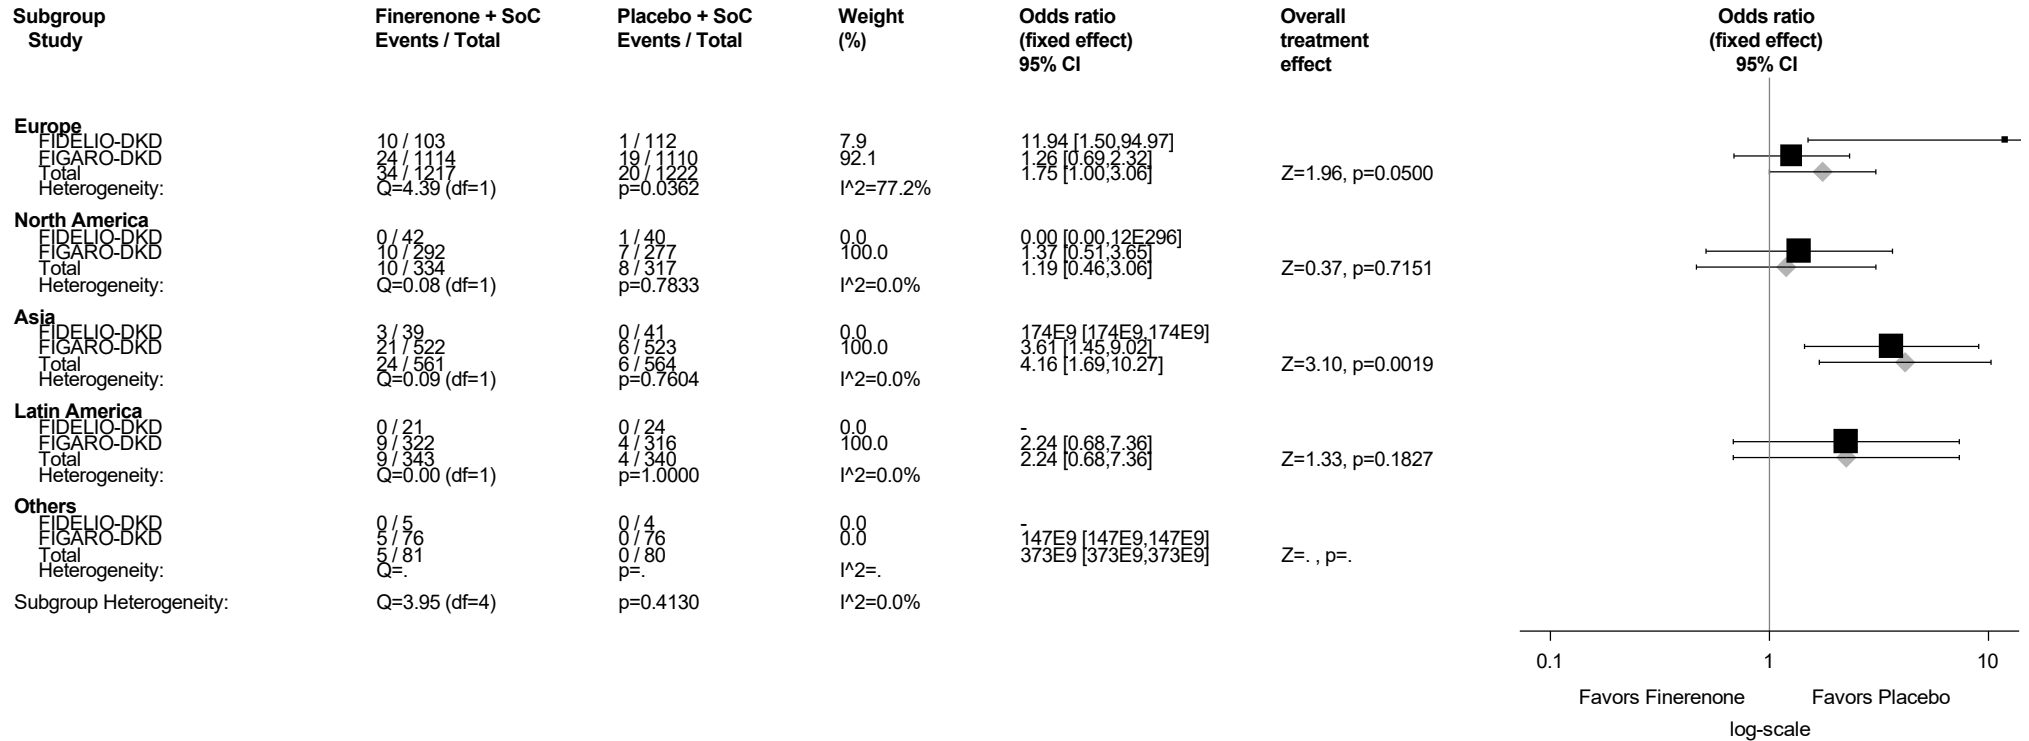 Subgroup Finerenone + SoC Placebo + SoC Weight Odds ratio Overall Odds ratio
Study Events / Total Events / Total (%) (fixed effect) treatment (fixed effect)
95% CI effect 95% CI
Europe
FIDELIO-DKD 10 / 103 1 / 112 7.9 11.94 [1.50,94.97]
FIGARO-DKD 24 / 1114 19 / 1110 92.1 1.26 [0.69,2.32]
Total 34 / 1217 20 / 1222 1.75 [1.00,3.06] Z=1.96, p=0.0500
Heterogeneity: Q=4.39 (df=1) p=0.0362 I^2=77.2%
North America
FIDELIO-DKD 0 / 42 1 / 40 0.0 0.00 [0.00,12E296]
FIGARO-DKD 10 / 292 7 / 277 100.0 1.37 [0.51,3.65]
Total 10 / 334 8 / 317 1.19 [0.46,3.06] Z=0.37, p=0.7151
Heterogeneity: Q=0.08 (df=1) p=0.7833 I^2=0.0%
Asia
FIDELIO-DKD 3 / 39 0 / 41 0.0 174E9 [174E9,174E9]
FIGARO-DKD 21 / 522 6 / 523 100.0 3.61 [1.45,9.02]
Total 24 / 561 6 / 564 4.16 [1.69,10.27] Z=3.10, p=0.0019
Heterogeneity: Q=0.09 (df=1) p=0.7604 I^2=0.0%
Latin America
FIDELIO-DKD 0 / 21 0 / 24 0.0 -
FIGARO-DKD 9 / 322 4 / 316 100.0 2.24 [0.68,7.36]
Total 9 / 343 4 / 340 2.24 [0.68,7.36] Z=1.33, p=0.1827
Heterogeneity: Q=0.00 (df=1) p=1.0000 I^2=0.0%
Others
FIDELIO-DKD 0 / 5 0 / 4 0.0 -
FIGARO-DKD 5 / 76 0 / 76 0.0 147E9 [147E9,147E9]
Total 5 / 81 0 / 80 373E9 [373E9,373E9] Z=. , p=.
Heterogeneity: Q=. p=. I^2=.
Subgroup Heterogeneity: Q=3.95 (df=4) p=0.4130 I^2=0.0%
0.1 1 10
Favors Finerenone Favors Placebo
log-scale